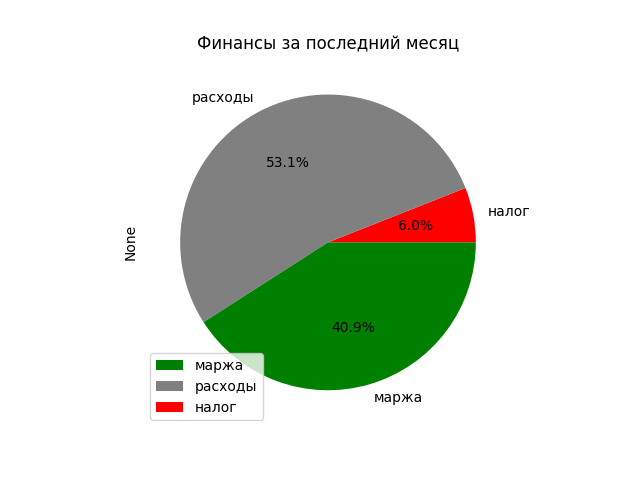 Финансы за последний месяц
расходы
53.1%
налог
6.0%
None
40.9%
маржа
маржа
расходы
налог